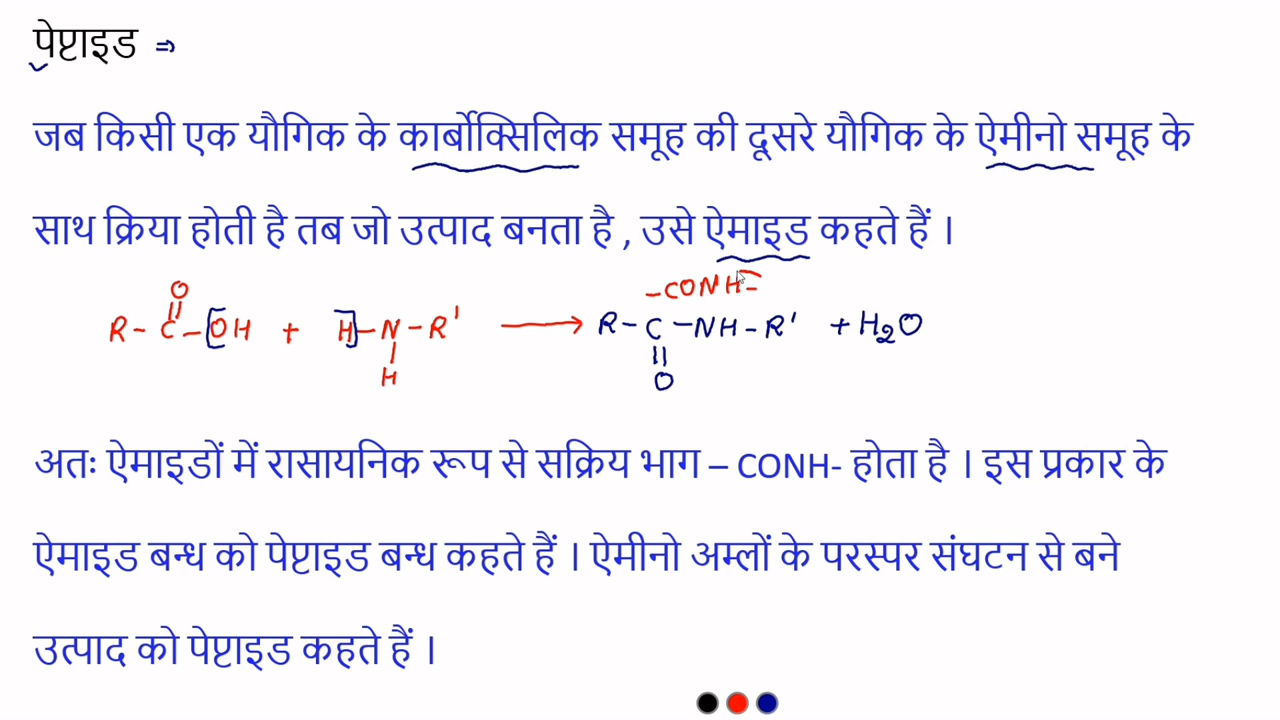 पेप्टाइड ⇒
जब किसी एक यौगिक के कार्बोक्सिलिक समूह की दूसरे यौगिक के ऐमीनो समूह के
साथ क्रिया होती है तब जो उत्पाद बनता है , उसे ऐमाइड कहते हैं ।
-CONH-
O
||
R - C - [OH + H] - N - R' ⟶ R - C - NH - R' + H2O
| ||
H O
अतः ऐमाइडों में रासायनिक रूप से सक्रिय भाग – CONH- होता है । इस प्रकार के
ऐमाइड बन्ध को पेप्टाइड बन्ध कहते हैं । ऐमीनो अम्लों के परस्पर संघटन से बने
उत्पाद को पेप्टाइड कहते हैं ।